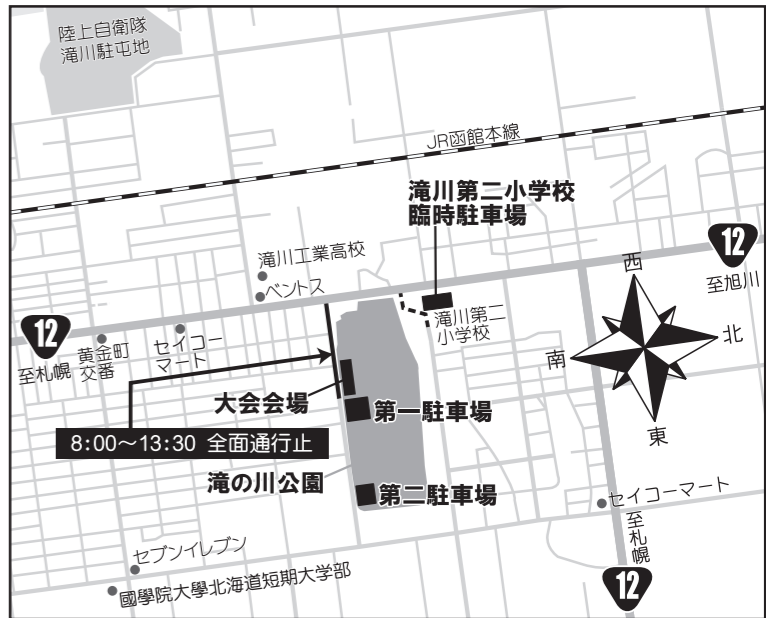 陸上自衛隊
滝川駐屯地
JR函館本線
滝川第二小学校
臨時駐車場
滝川工業高校
ベントス
12
至旭川
西
北
南
東
12
至札幌
黄金町
交番
セイコー
マート
滝川第二
小学校
大会会場
第一駐車場
8:00〜13:30 全面通行止
滝の川公園
第二駐車場
セイコーマート
至札幌
12
セブンイレブン
國學院大學北海道短期大学部